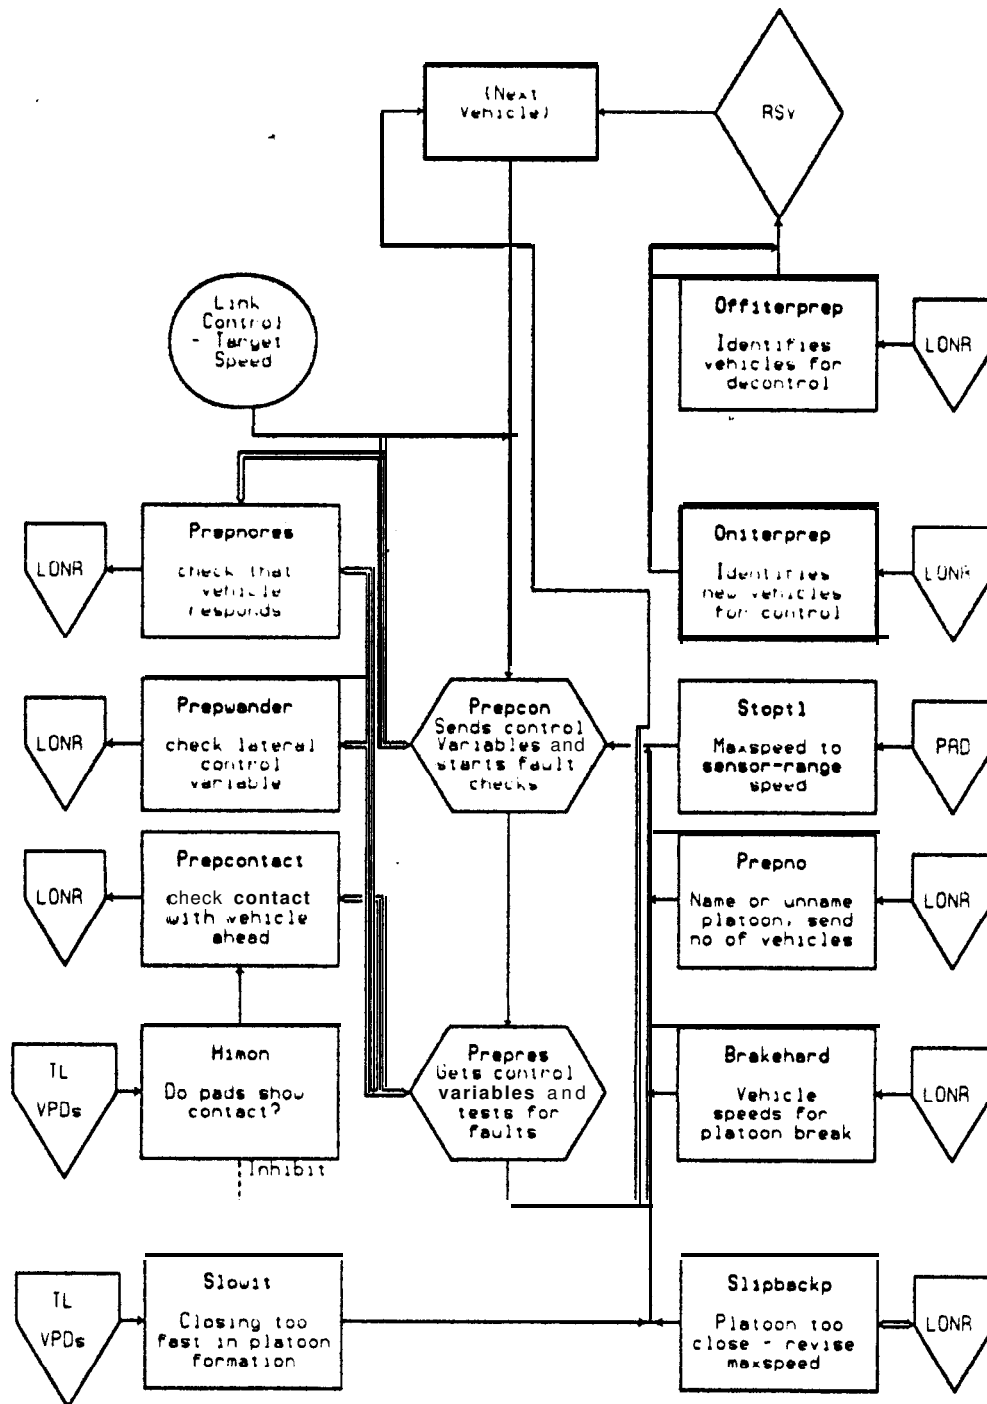 (Next
Vehicle)
RSV
Link
Control
- Target
Speed
Offiterprep
Identifies
vehicles for
decontrol
LONR
Prepnores
check that
vehicle
responds
LONR
Oniterprep
Identifies
new vehicles
for control
LONR
Prepwander
check lateral
control
variable
LONR
Prepcon
Sends control
Variables and
starts fault
checks
Stoptl
Maxspeed to
sensor-range
speed
PRD
Prepcontact
check contact
with vehicle
ahead
LONR
Prepno
Name or unname
platoon, send
no of vehicles
LONR
TL
VPDs
Himon
Do pads show
contact?
Inhibit
Prepres
Gets control
variables and
tests for
faults
Brakehard
Vehicle
speeds for
platoon break
LONR
TL
VPDs
Slowit
Closing too
fast in platoon
formation
Slipbackp
Platoon too
close - revise
maxspeed
LONR